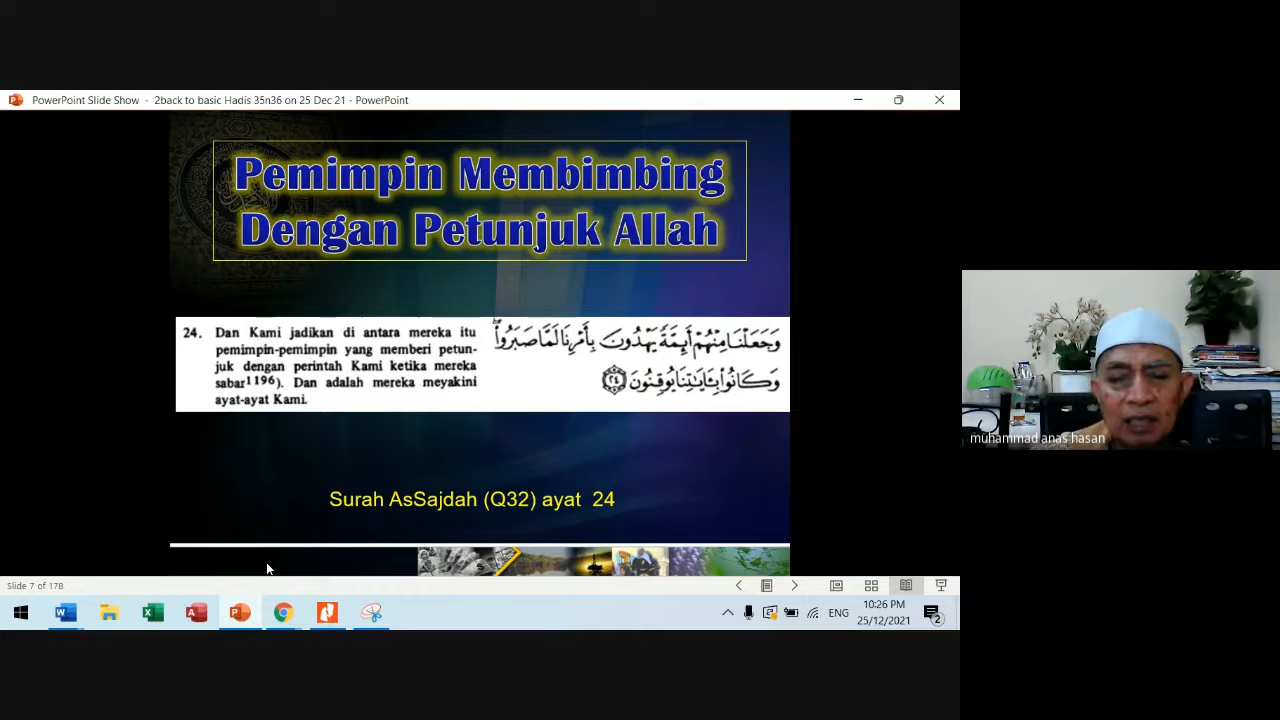 PowerPoint Slide Show - 2back to basic Hadis 35n36 on 25 Dec 21 - PowerPoint
Pemimpin Membimbing
Dengan Petunjuk Allah
24. Dan Kami jadikan di antara mereka itu
pemimpin-pemimpin yang memberi petun-
juk dengan perintah Kami ketika mereka
sabar1196). Dan adalah mereka meyakini
ayat-ayat Kami.
وَجَعَلْنَا مِنْهُمْ أَئِمَّةً يَهْدُونَ بِأَمْرِنَا لَمَّا صَبَرُواْ ۖ
وَكَانُواْ بِـَٔايَٰتِنَا يُوقِنُونَ ٢٤
Surah AsSajdah (Q32) ayat 24
muhammad anas hasan
Slide 7 of 178
ENG
10:26 PM
25/12/2021
2